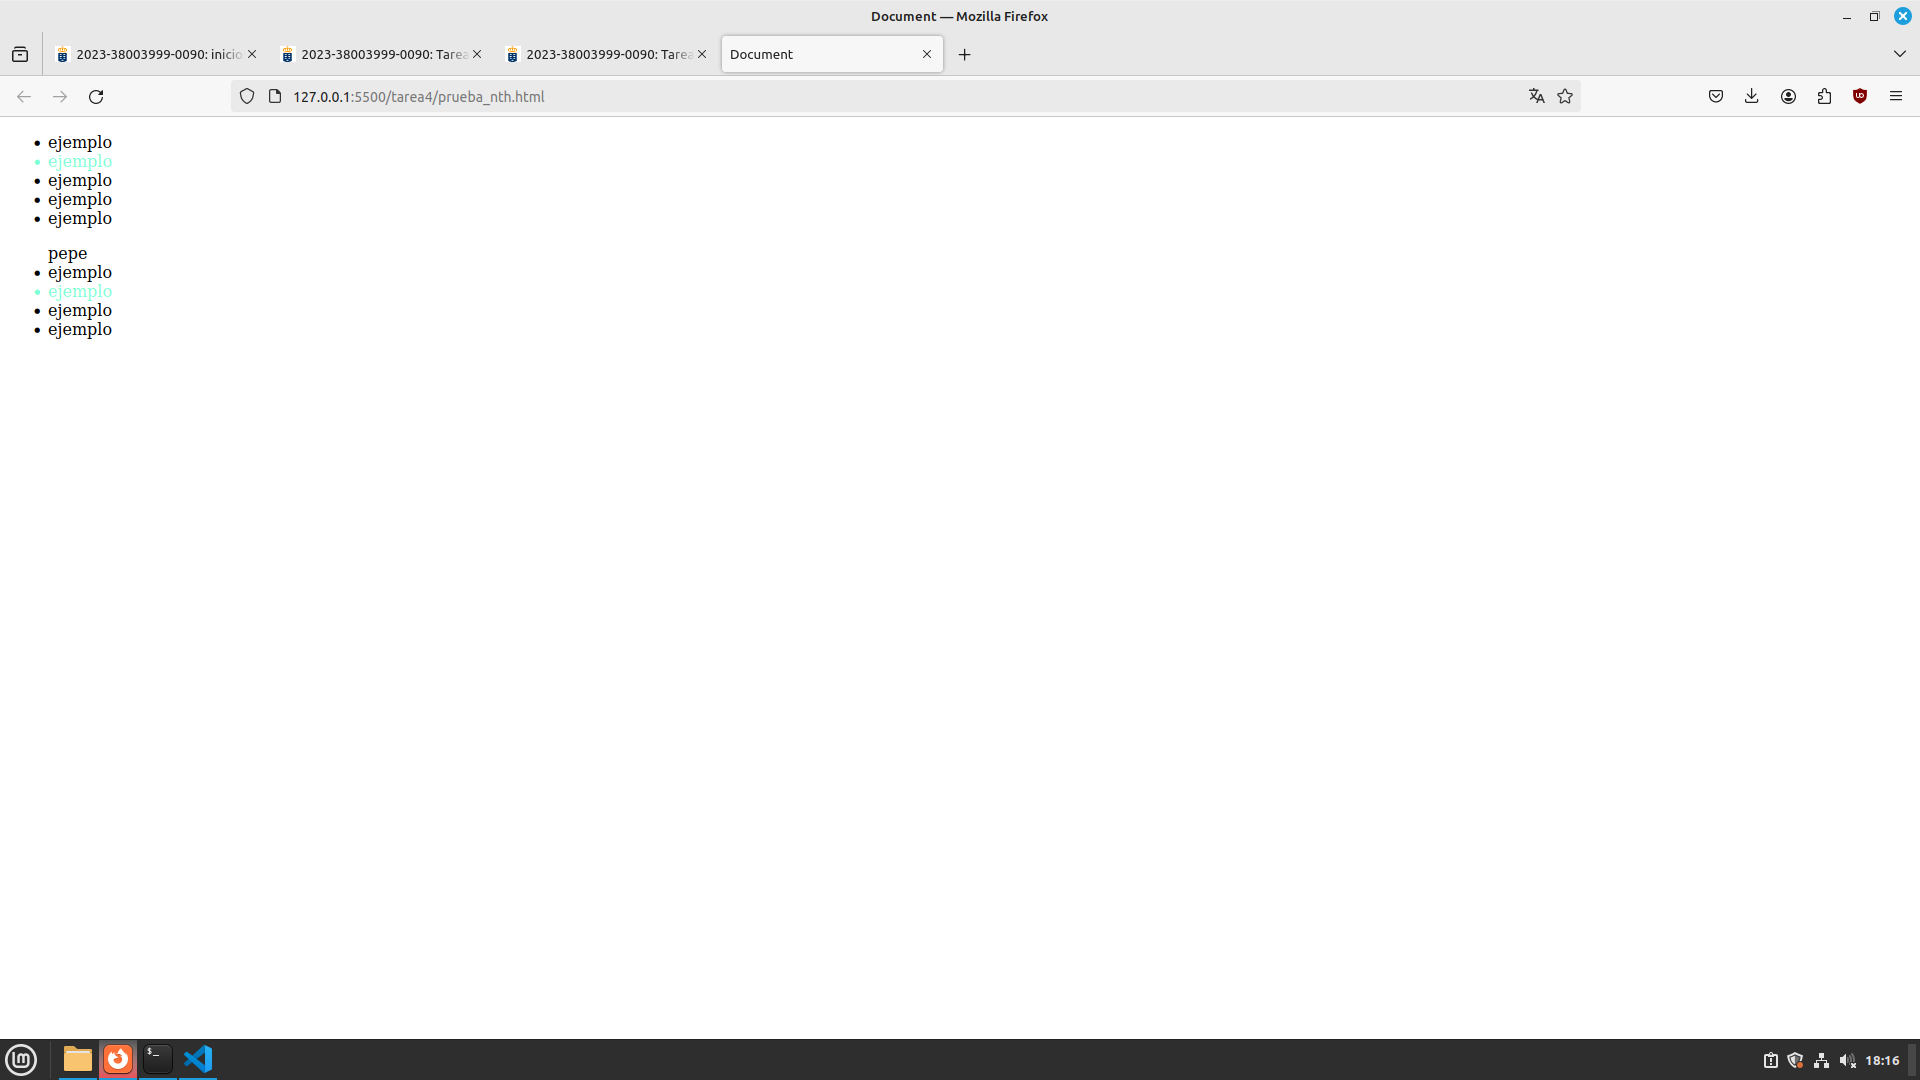 Document — Mozilla Firefox
2023-38003999-0090: inicio
2023-38003999-0090: Tarea
2023-38003999-0090: Tarea
Document
127.0.0.1:5500/tarea4/prueba_nth.html
ejemplo
ejemplo
ejemplo
ejemplo
ejemplo
pepe
ejemplo
ejemplo
ejemplo
ejemplo
18:16